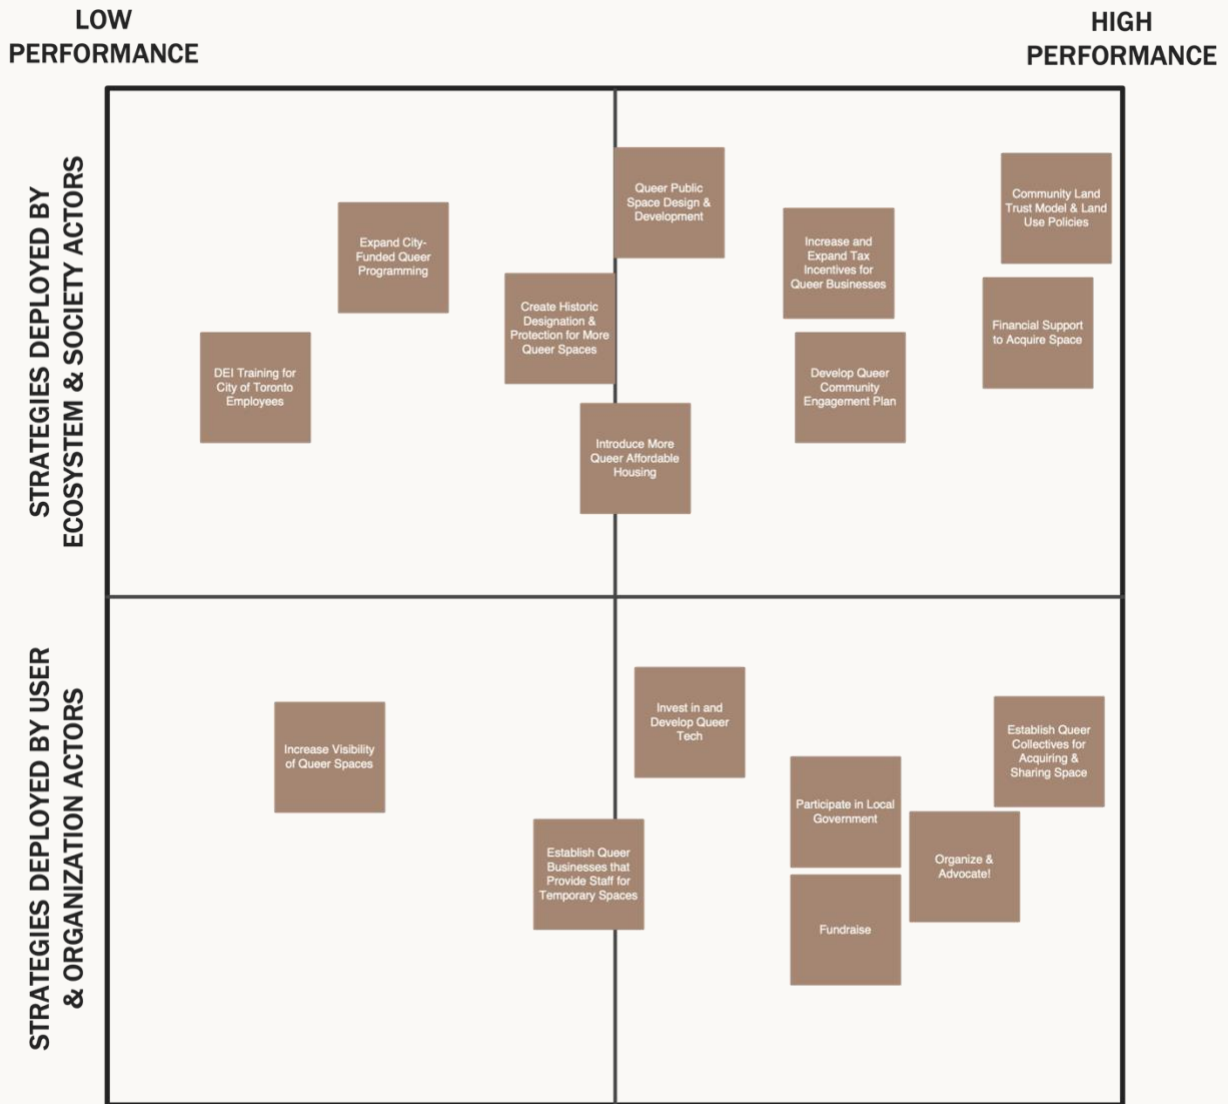 LOW
PERFORMANCE
HIGH
PERFORMANCE
STRATEGIES DEPLOYED BY
ECOSYSTEM & SOCIETY ACTORS
Queer Public
Space Design &
Development
Community Land
Trust Model & Land
Use Policies
Expand City-
Funded Queer
Programming
Increase and
Expand Tax
Incentives for
Queer Businesses
Create Historic
Designation &
Protection for More
Queer Spaces
Financial Support
to Acquire Space
DEI Training for
City of Toronto
Employees
Develop Queer
Community
Engagement Plan
Introduce More
Queer Affordable
Housing
STRATEGIES DEPLOYED BY USER
& ORGANIZATION ACTORS
Increase Visibility
of Queer Spaces
Invest in and
Develop Queer
Tech
Establish Queer
Collectives for
Acquiring &
Sharing Space
Participate in Local
Government
Establish Queer
Businesses that
Provide Staff for
Temporary Spaces
Organize &
Advocate!
Fundraise